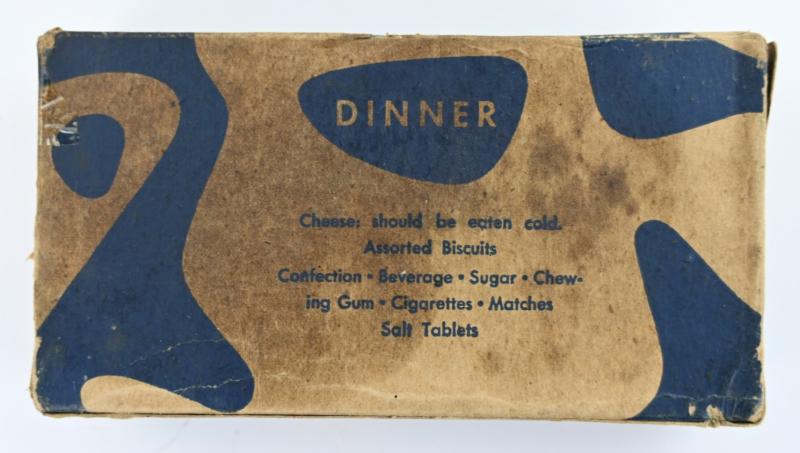 DINNER
Cheese: should be eaten cold.
Assorted Biscuits
Confection • Beverage • Sugar • Chew-
ing Gum • Cigarettes • Matches
Salt Tablets